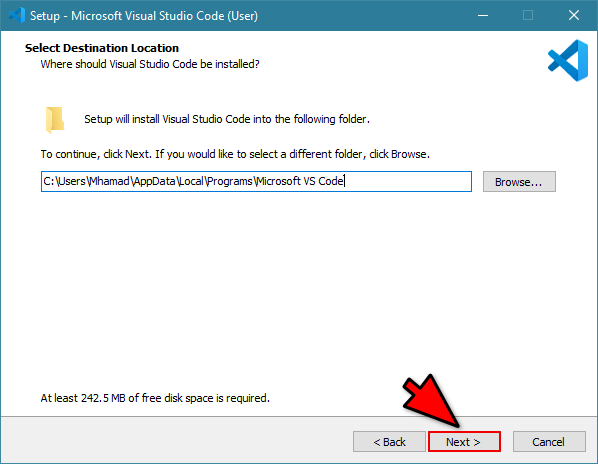 Setup - Microsoft Visual Studio Code (User)
Select Destination Location
Where should Visual Studio Code be installed?
Setup will install Visual Studio Code into the following folder.
To continue, click Next. If you would like to select a different folder, click Browse.
C:\Users\Mhamad\AppData\Local\Programs\Microsoft VS Code
Browse...
At least 242.5 MB of free disk space is required.
< Back
Next >
Cancel